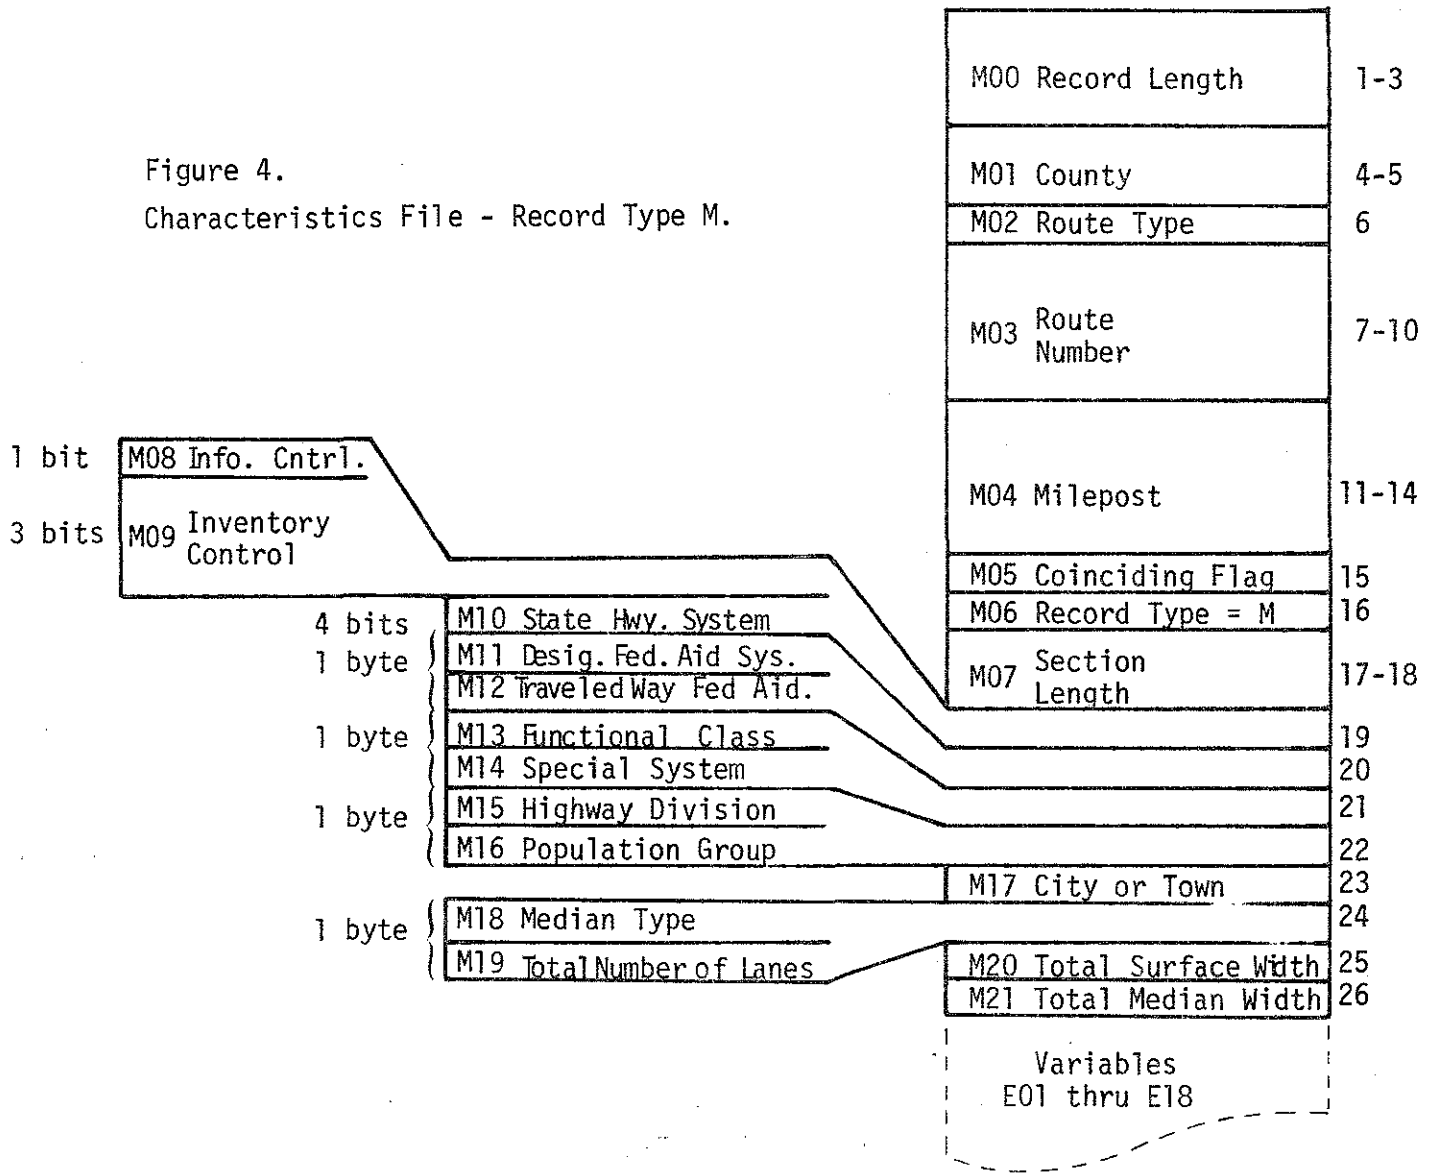 Figure 4.
Characteristics File - Record Type M.
M00 Record Length 1-3
M01 County 4-5
M02 Route Type 6
M03 Route
Number 7-10
M04 Milepost 11-14
M05 Coinciding Flag 15
M06 Record Type = M 16
M07 Section
Length 17-18
1 bit M08 Info. Cntrl.
3 bits M09 Inventory
Control
4 bits M10 State Hwy. System
1 byte M11 Desig. Fed. Aid Sys.
M12 Traveled Way Fed Aid.
1 byte M13 Functional Class
M14 Special System
1 byte M15 Highway Division
M16 Population Group
19
20
21
22
M17 City or Town 23
24
1 byte M18 Median Type
M19 Total Number of Lanes
M20 Total Surface Width 25
M21 Total Median Width 26
Variables
E01 thru E18